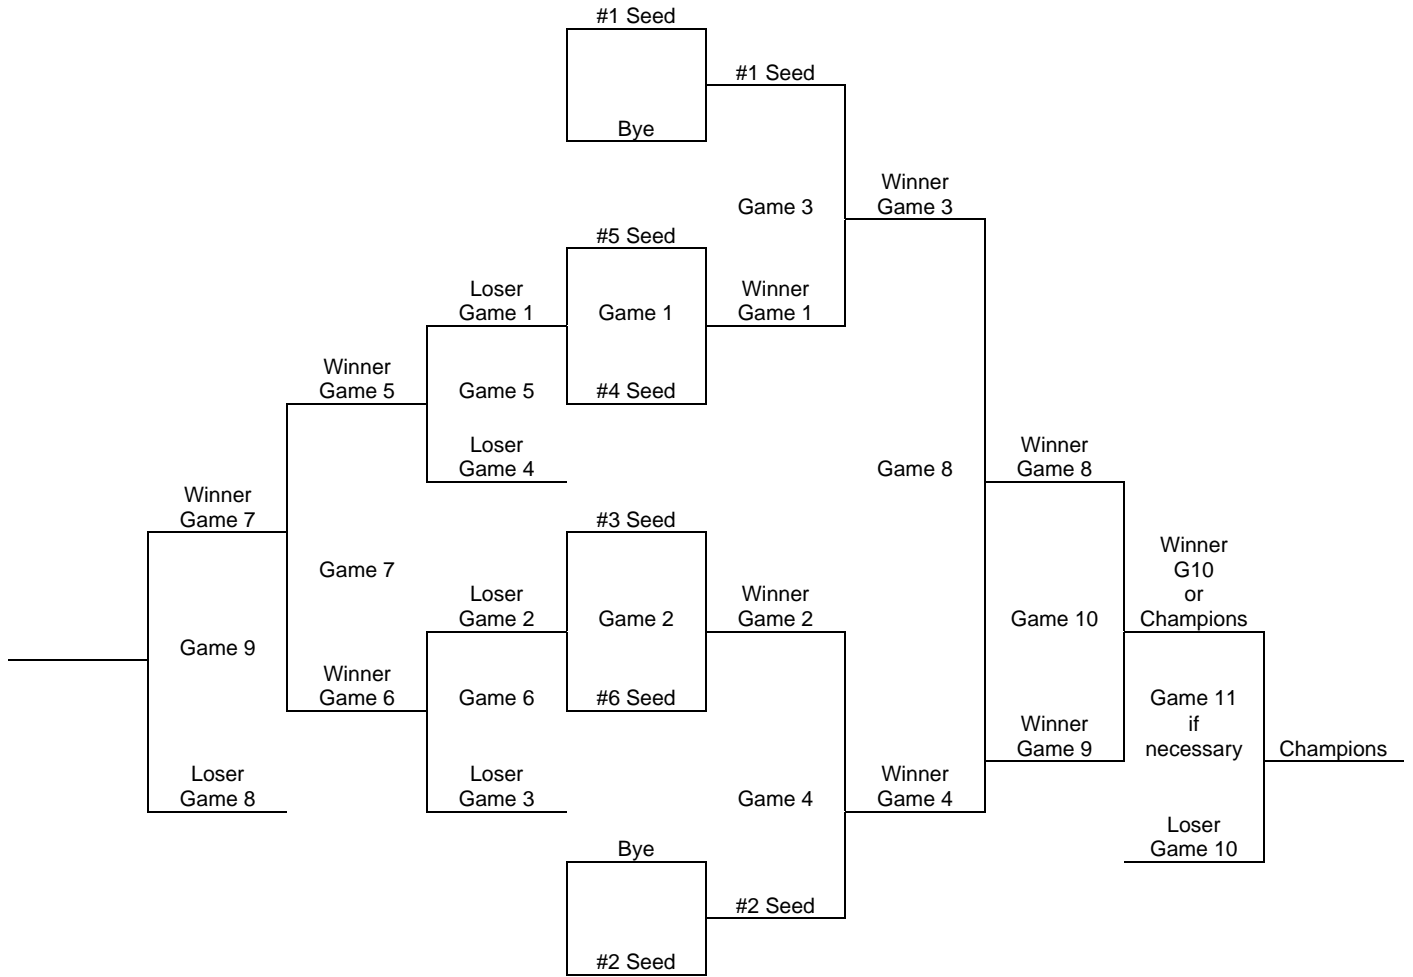 #1 Seed
#1 Seed
Bye
Winner
Game 3
Game 3
#5 Seed
Loser
Game 1
Game 1
Winner
Game 1
Winner
Game 5
Game 5
#4 Seed
Loser
Game 4
Game 8
Winner
Game 8
Winner
Game 7
#3 Seed
Game 7
Winner
G10
or
Champions
Loser
Game 2
Game 2
Winner
Game 2
Game 10
Game 9
Winner
Game 6
Game 6
#6 Seed
Game 11
if
necessary
Winner
Game 9
Champions
Loser
Game 8
Loser
Game 3
Game 4
Winner
Game 4
Loser
Game 10
Bye
#2 Seed
#2 Seed